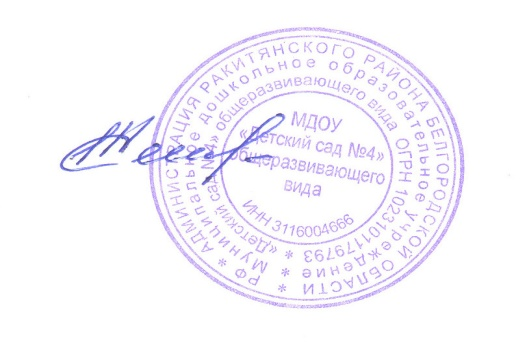 РФ * АДМИНИСТРАЦИЯ РАКИТЯНСКОГО РАЙОНА БЕЛГОРОДСКОЙ ОБЛАСТИ *
Муниципальное дошкольное образовательное учреждение *
«Детский сад №4» общеразвивающего вида ОГРН 1023101179793 *
МДОУ
«Детский сад №4»
общеразвивающего
вида
ИНН 3116004666